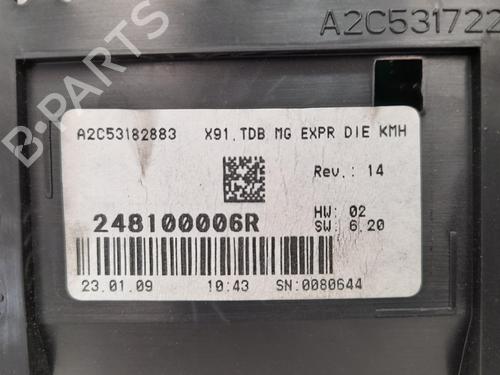 A2C531722
A2C53182883 X91.TDB MG EXPR DIE KMH
Rev.: 14
HW: 02
248100006R
SW: 6.20
23.01.09 10:43 SN:0080644
B-PARTS